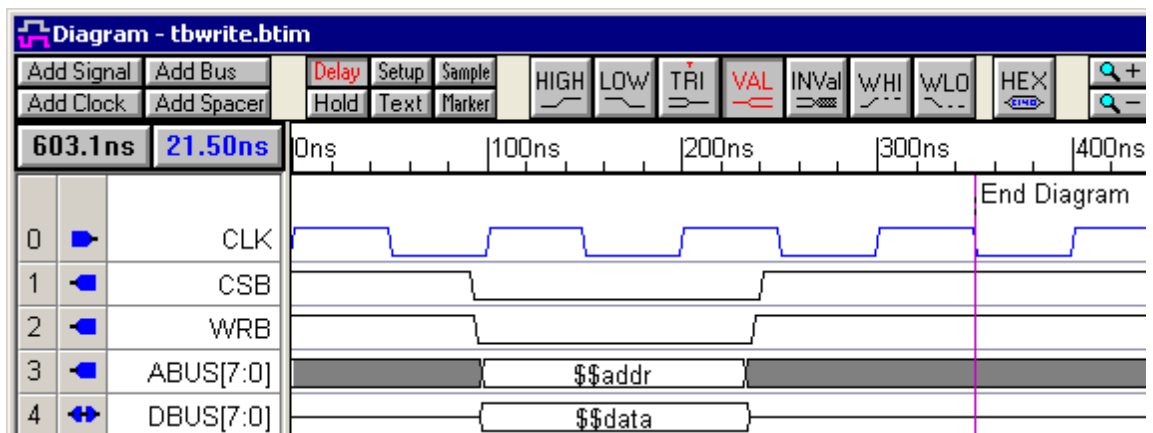 Diagram - tbwrite.btim
Add Signal Add Bus Delay Setup Sample HIGH LOW TRI VAL INVal WHI WLO HEX +
Add Clock Add Spacer Hold Text Marker -
603.1ns 21.50ns 0ns 100ns 200ns 300ns 400ns
End Diagram
0 CLK
1 CSB
2 WRB
3 ABUS[7:0] $$addr
4 DBUS[7:0] $$data